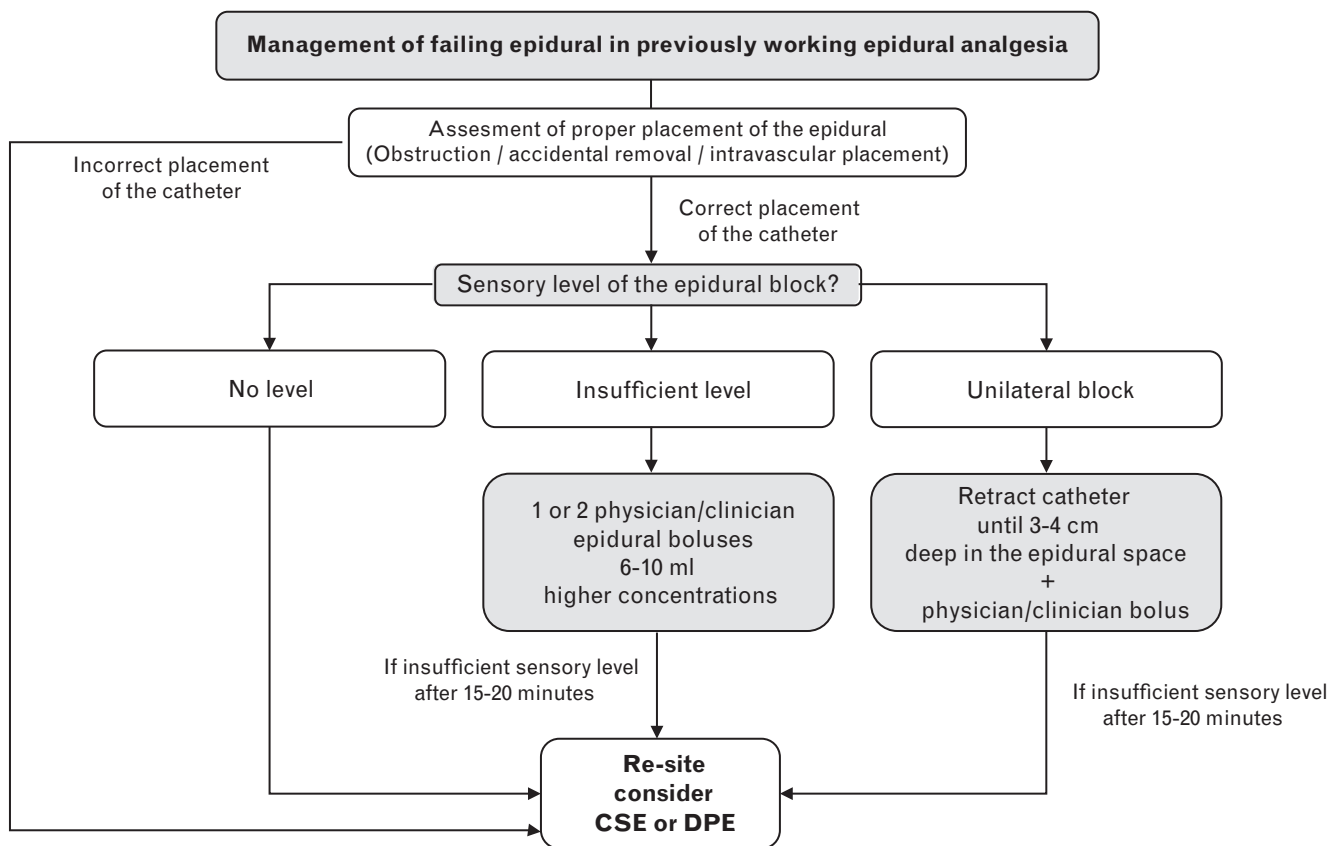 Management of failing epidural in previously working epidural analgesia
Assesment of proper placement of the epidural
(Obstruction / accidental removal / intravascular placement)
Incorrect placement
of the catheter
Correct placement
of the catheter
Sensory level of the epidural block?
No level
Insufficient level
Unilateral block
1 or 2 physician/clinician
epidural boluses
6-10 ml
higher concentrations
Retract catheter
until 3-4 cm
deep in the epidural space
+
physician/clinician bolus
If insufficient sensory level
after 15-20 minutes
If insufficient sensory level
after 15-20 minutes
Re-site
consider
CSE or DPE